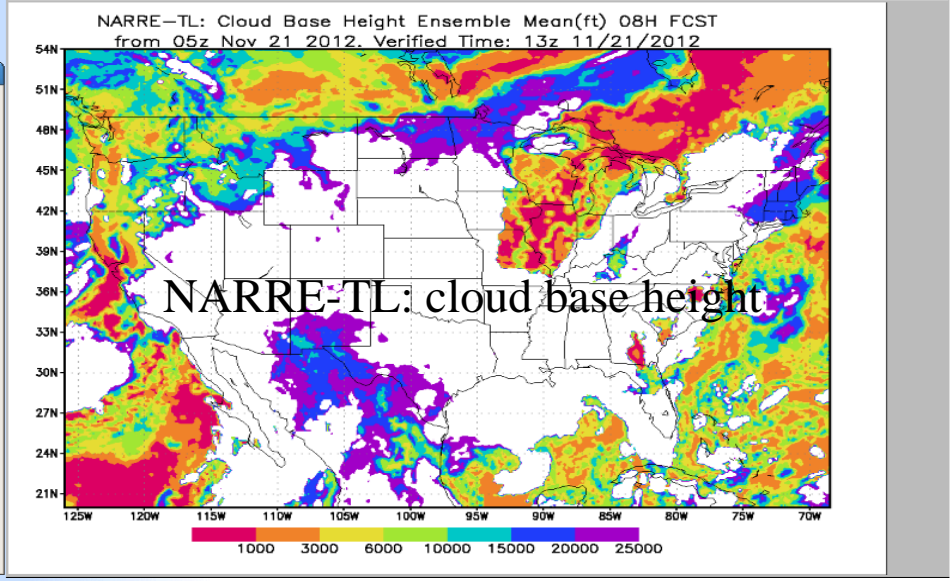 NARRE-TL: Cloud Base Height Ensemble Mean(ft) 08H FCST
from 05z Nov 21 2012. Verified Time: 13z 11/21/2012
54N
51N
48N
45N
42N
39N
36N
NARRE-TL: cloud base height
33N
30N
27N
24N
21N
125W 120W 115W 110W 105W 100W 95W 90W 85W 80W 75W 70W
1000 3000 6000 10000 15000 20000 25000